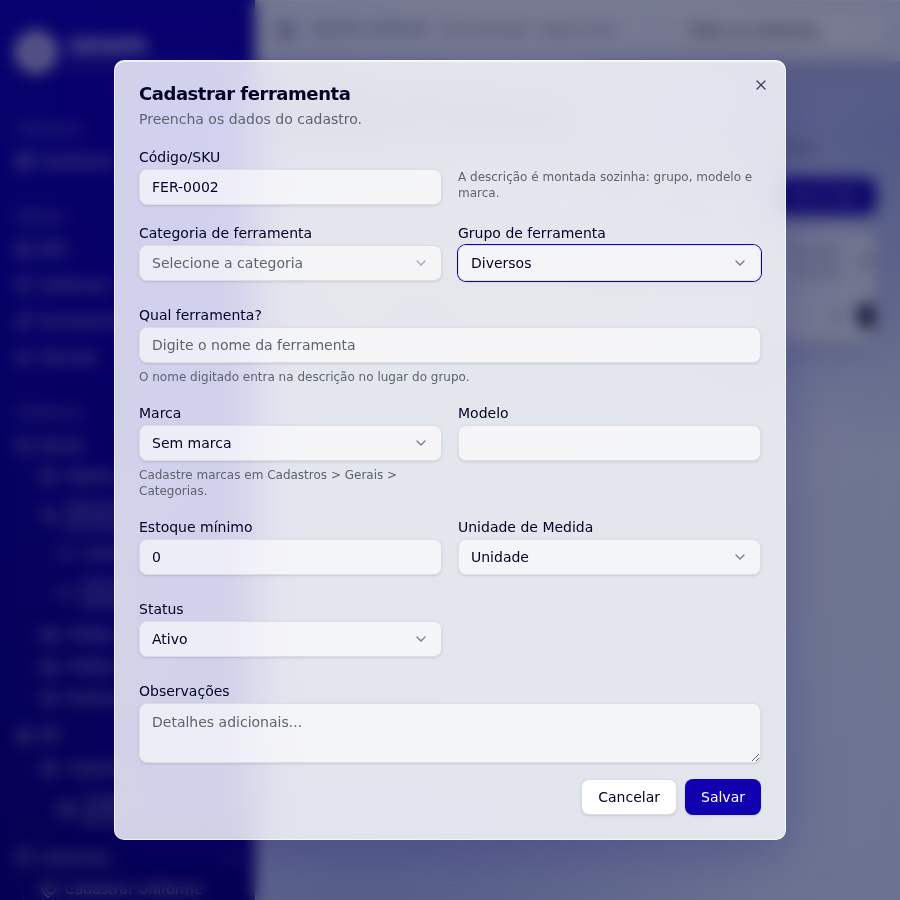 Cadastrar ferramenta
Preencha os dados do cadastro.
Código/SKU
FER-0002
A descrição é montada sozinha: grupo, modelo e
marca.
Categoria de ferramenta
Grupo de ferramenta
Selecione a categoria
Diversos
Qual ferramenta?
Digite o nome da ferramenta
O nome digitado entra na descrição no lugar do grupo.
Marca
Modelo
Sem marca
Cadastre marcas em Cadastros > Gerais >
Categorias.
Estoque mínimo
Unidade de Medida
0
Unidade
Status
Ativo
Observações
Detalhes adicionais...
Cancelar
Salvar
Cadastrar Uniforme